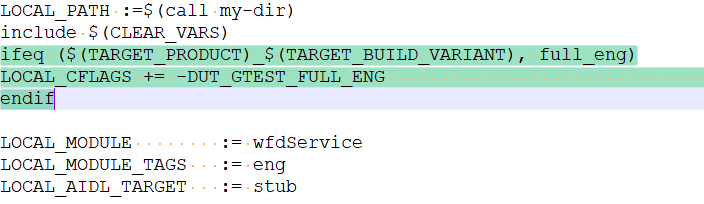 LOCAL_PATH :=$(call my-dir)
include $(CLEAR_VARS)
ifeq ($(TARGET_PRODUCT)_$(TARGET_BUILD_VARIANT), full_eng)
LOCAL_CFLAGS += -DUT_GTEST_FULL_ENG
endif
LOCAL_MODULE        := wfdService
LOCAL_MODULE_TAGS   := eng
LOCAL_AIDL_TARGET   := stub